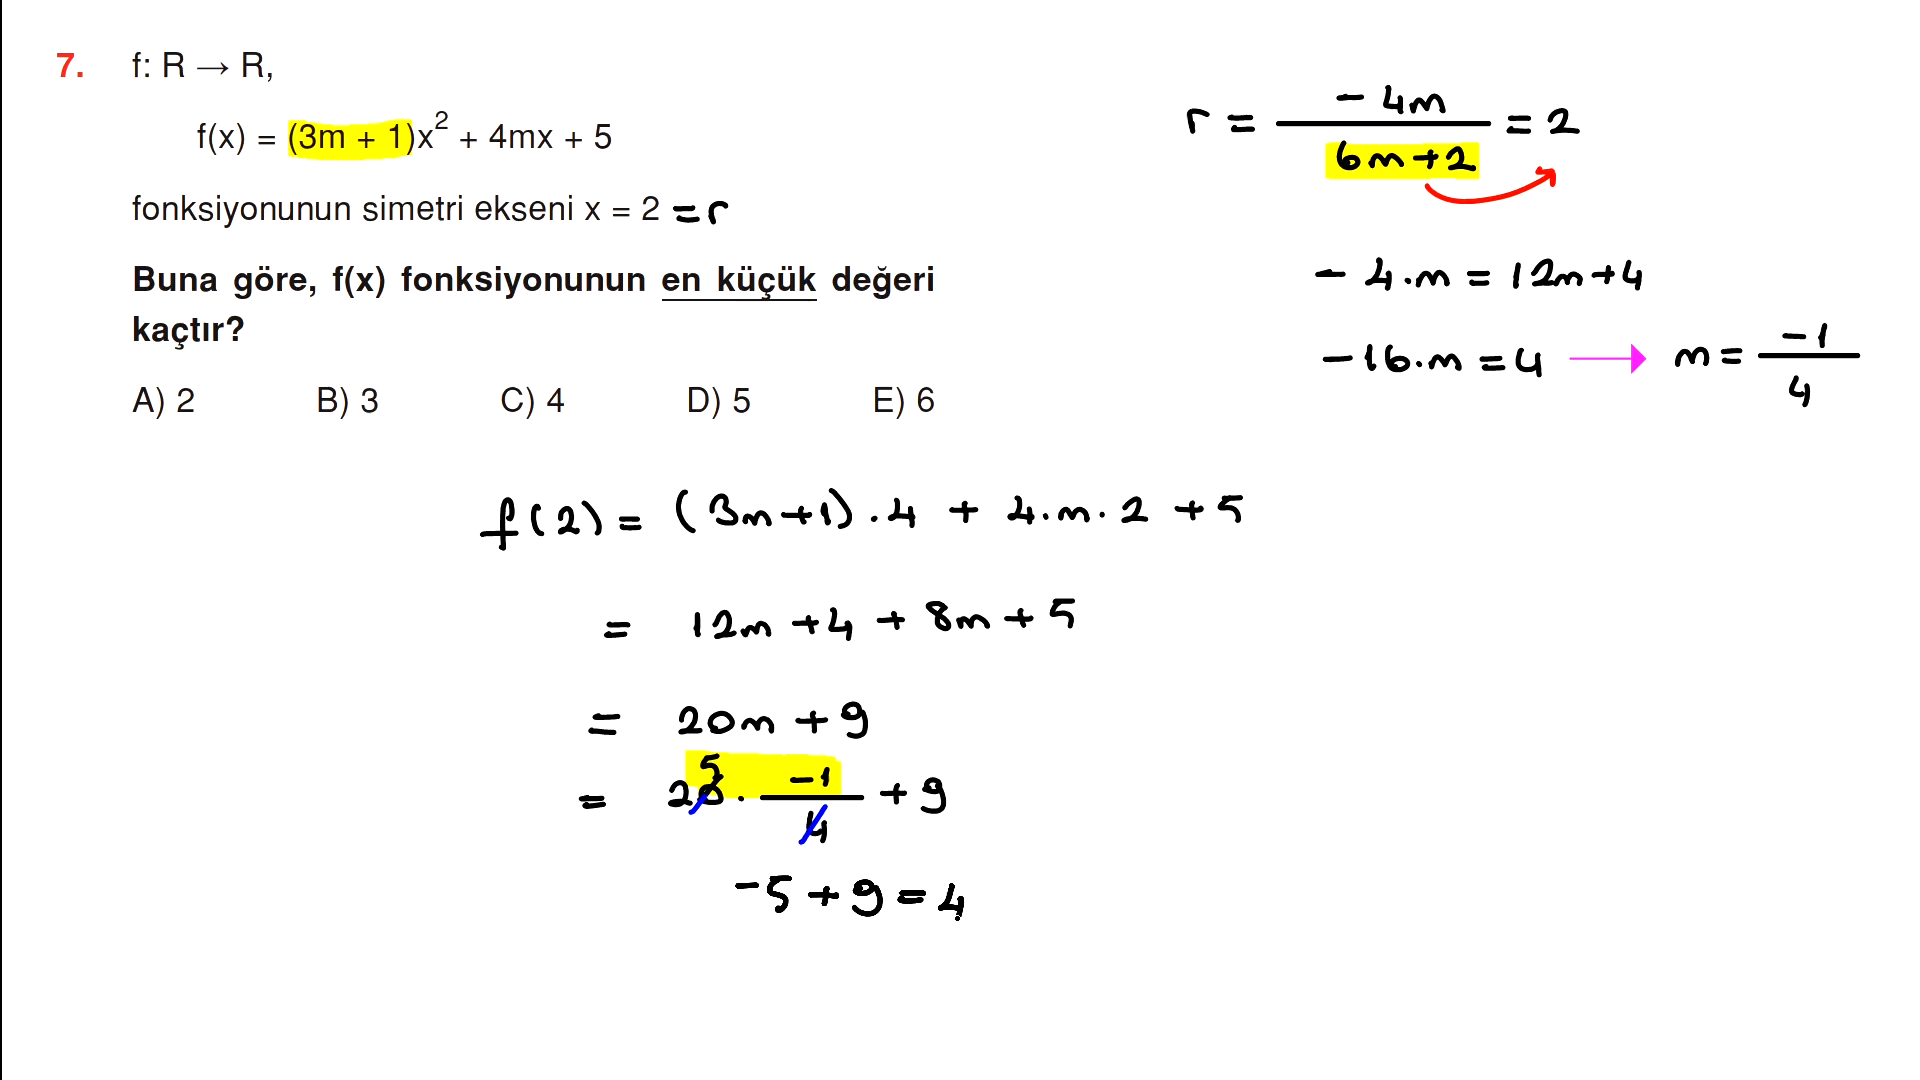 7. f: R → R,
f(x) = (3m + 1)x² + 4mx + 5
fonksiyonunun simetri ekseni x = 2 = r
Buna göre, f(x) fonksiyonunun en küçük değeri
kaçtır?
A) 2 B) 3 C) 4 D) 5 E) 6
r = -4m / 6m+2 = 2
-4.m = 12m+4
-16.m = 4 → m = -1/4
f(2) = (3m+1).4 + 4.m.2 + 5
= 12m + 4 + 8m + 5
= 20m + 9
= 20 5 . -1/4 + 9
-5 + 9 = 4